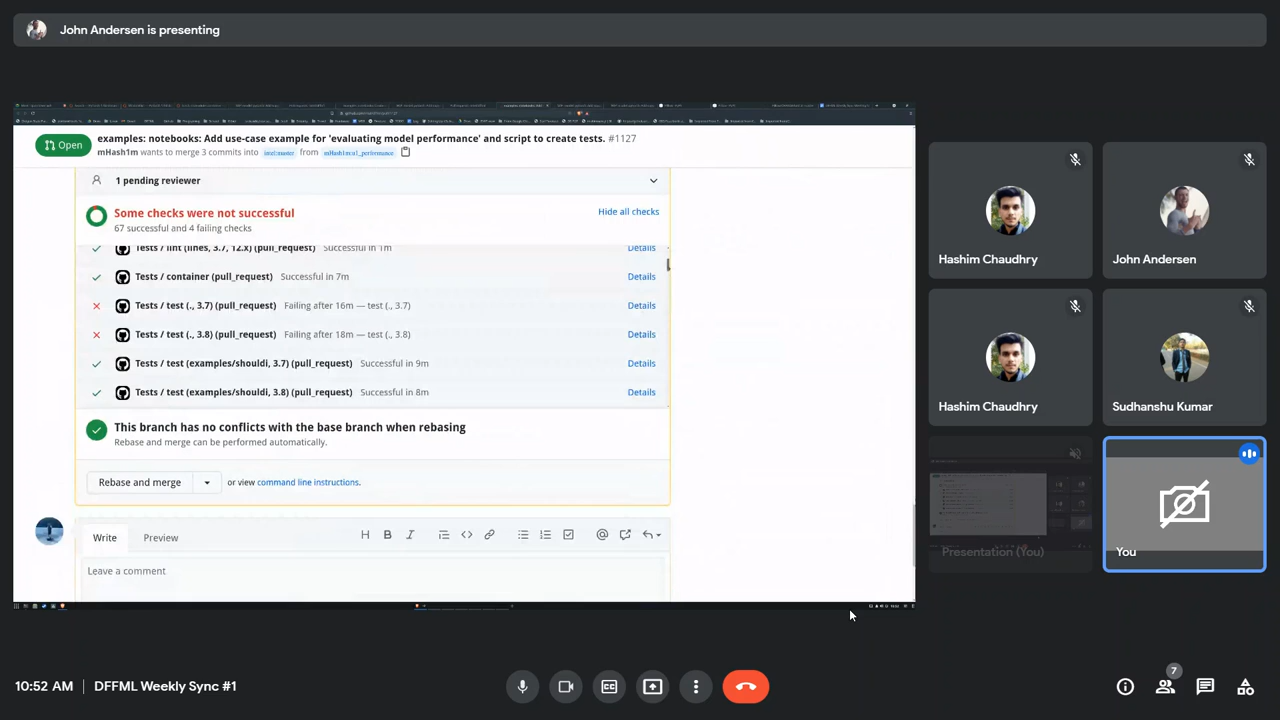 John Andersen is presenting
Open
examples: notebooks: Add use-case example for 'evaluating model performance' and script to create tests. #1127
mHash1m wants to merge 3 commits into intel:master from mHash1m:eval_performance
1 pending reviewer
Some checks were not successful
Hide all checks
67 successful and 4 failing checks
Tests / lint (lines, 3.7, 12.x) (pull_request) Successful in 1m Details
Tests / container (pull_request) Successful in 7m Details
Tests / test (., 3.7) (pull_request) Failing after 16m — test (., 3.7) Details
Tests / test (., 3.8) (pull_request) Failing after 18m — test (., 3.8) Details
Tests / test (examples/shouldi, 3.7) (pull_request) Successful in 9m Details
Tests / test (examples/shouldi, 3.8) (pull_request) Successful in 8m Details
This branch has no conflicts with the base branch when rebasing
Rebase and merge can be performed automatically.
Rebase and merge or view command line instructions.
Write Preview
Leave a comment
Hashim Chaudhry
John Andersen
Hashim Chaudhry
Sudhanshu Kumar
Presentation (You)
You
10:52 AM | DFFML Weekly Sync #1
7